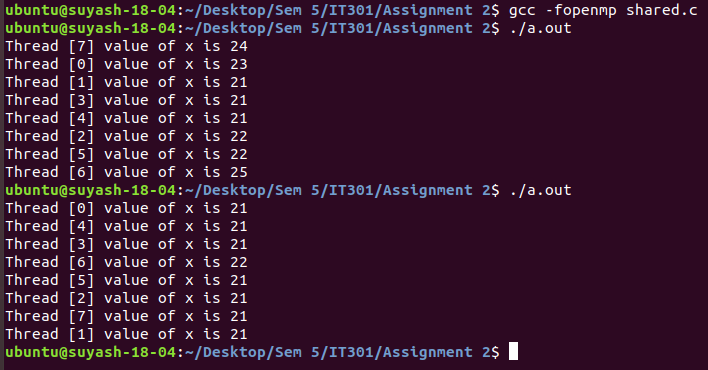 ubuntu@suyash-18-04:~/Desktop/Sem 5/IT301/Assignment 2$ gcc -fopenmp shared.c
ubuntu@suyash-18-04:~/Desktop/Sem 5/IT301/Assignment 2$ ./a.out
Thread [7] value of x is 24
Thread [0] value of x is 23
Thread [1] value of x is 21
Thread [3] value of x is 21
Thread [4] value of x is 21
Thread [2] value of x is 22
Thread [5] value of x is 22
Thread [6] value of x is 25
ubuntu@suyash-18-04:~/Desktop/Sem 5/IT301/Assignment 2$ ./a.out
Thread [0] value of x is 21
Thread [4] value of x is 21
Thread [3] value of x is 21
Thread [6] value of x is 22
Thread [5] value of x is 21
Thread [2] value of x is 21
Thread [7] value of x is 21
Thread [1] value of x is 21
ubuntu@suyash-18-04:~/Desktop/Sem 5/IT301/Assignment 2$